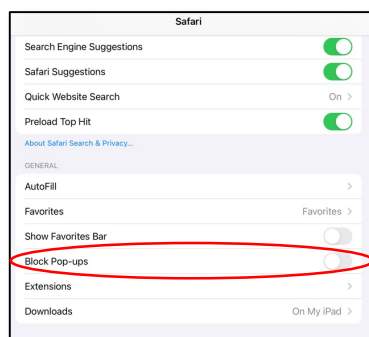 Safari
Search Engine Suggestions
Safari Suggestions
Quick Website Search On >
Preload Top Hit
About Safari Search & Privacy...
GENERAL
AutoFill >
Favorites Favorites >
Show Favorites Bar
Block Pop-ups
Extensions >
Downloads On My iPad >